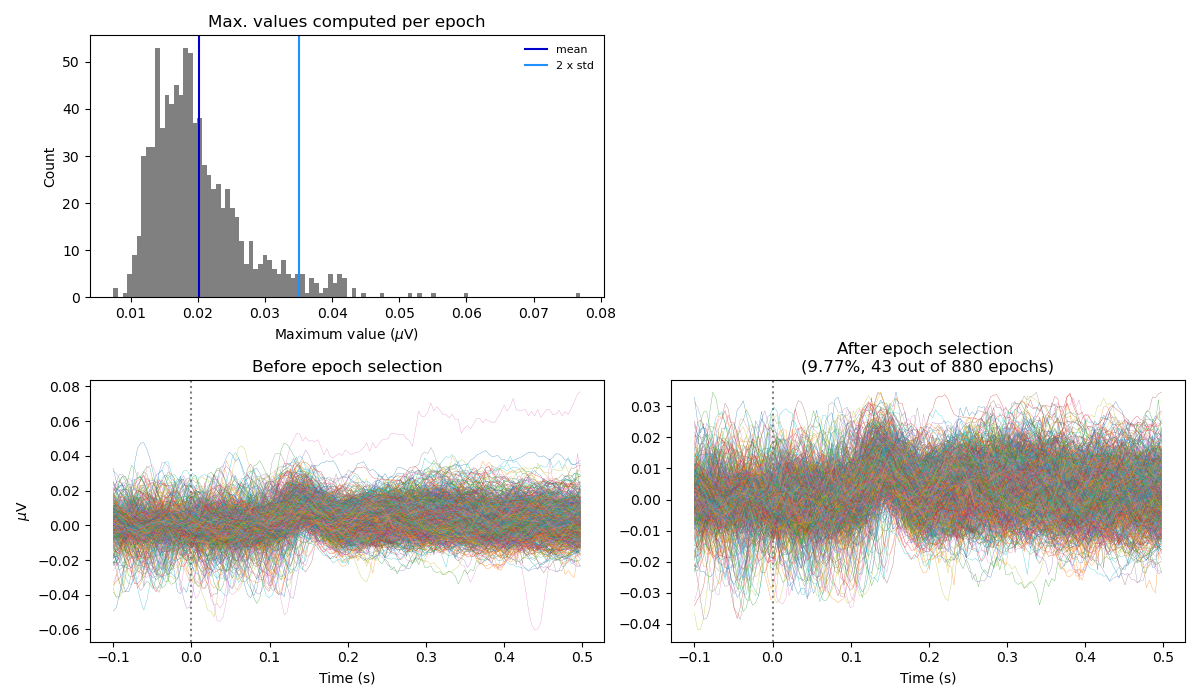 Max. values computed per epoch
Count
50
40
30
20
10
0
mean
2 x std
0.01 0.02 0.03 0.04 0.05 0.06 0.07 0.08
Maximum value (μV)
Before epoch selection
μV
0.08
0.06
0.04
0.02
0.00
−0.02
−0.04
−0.06
−0.1 0.0 0.1 0.2 0.3 0.4 0.5
Time (s)
After epoch selection
(9.77%, 43 out of 880 epochs)
0.03
0.02
0.01
0.00
−0.01
−0.02
−0.03
−0.04
−0.1 0.0 0.1 0.2 0.3 0.4 0.5
Time (s)